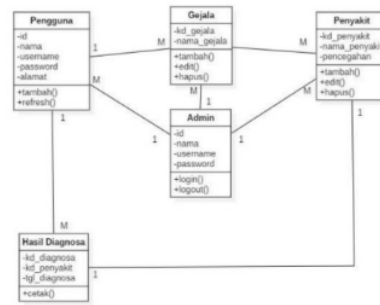 Pengguna
-id
-nama
-username
-password
-alamat
+tambah()
+refresh()
Gejala
-kd_gejala
-nama_gejala
+tambah()
+edit()
+hapus()
Penyakit
-kd_penyakit
-nama_penyakit
-pencegahan
+tambah()
+edit()
+hapus()
Admin
-id
-nama
-username
-password
+login()
+logout()
Hasil Diagnosa
-kd_diagnosa
-kd_penyakit
-tgl_diagnosa
+cetak()
1
M
M
M
M
1
M
1
1
1
1
M
1